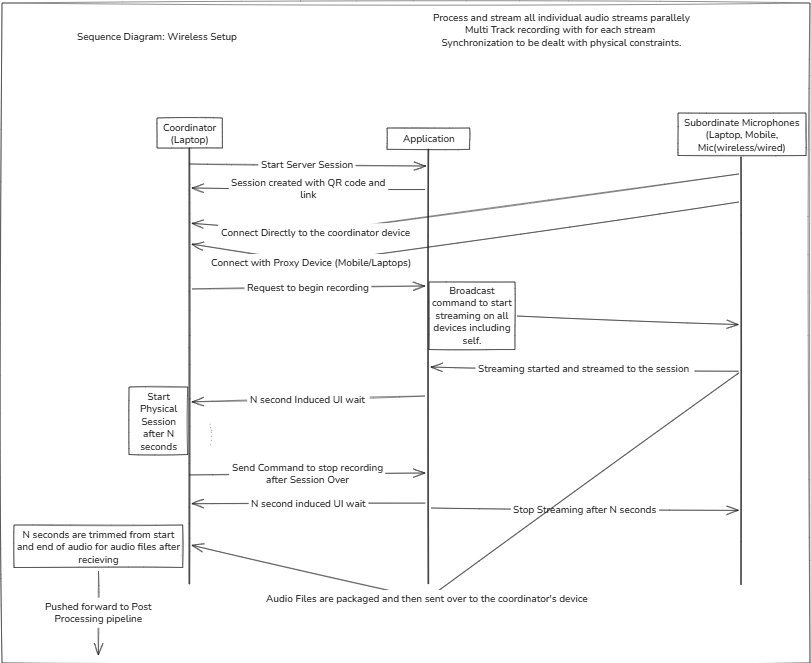 Process and stream all individual audio streams parallely
Multi Track recording with for each stream
Synchronization to be dealt with physical constraints.
Sequence Diagram: Wireless Setup
Coordinator
(Laptop)
Application
Subordinate Microphones
(Laptop, Mobile,
Mic(wireless/wired)
Start Server Session
Session created with QR code and
link
Connect Directly to the coordinator device
Connect with Proxy Device (Mobile/Laptops)
Request to begin recording
Broadcast
command to start
streaming on all
devices including
self.
Streaming started and streamed to the session
N second Induced UI wait
Start
Physical
Session
after N
seconds
Send Command to stop recording
after Session Over
N second induced UI wait
Stop Streaming after N seconds
N seconds are trimmed from start
and end of audio for audio files after
recieving
Audio Files are packaged and then sent over to the coordinator's device
Pushed forward to Post
Processing pipeline